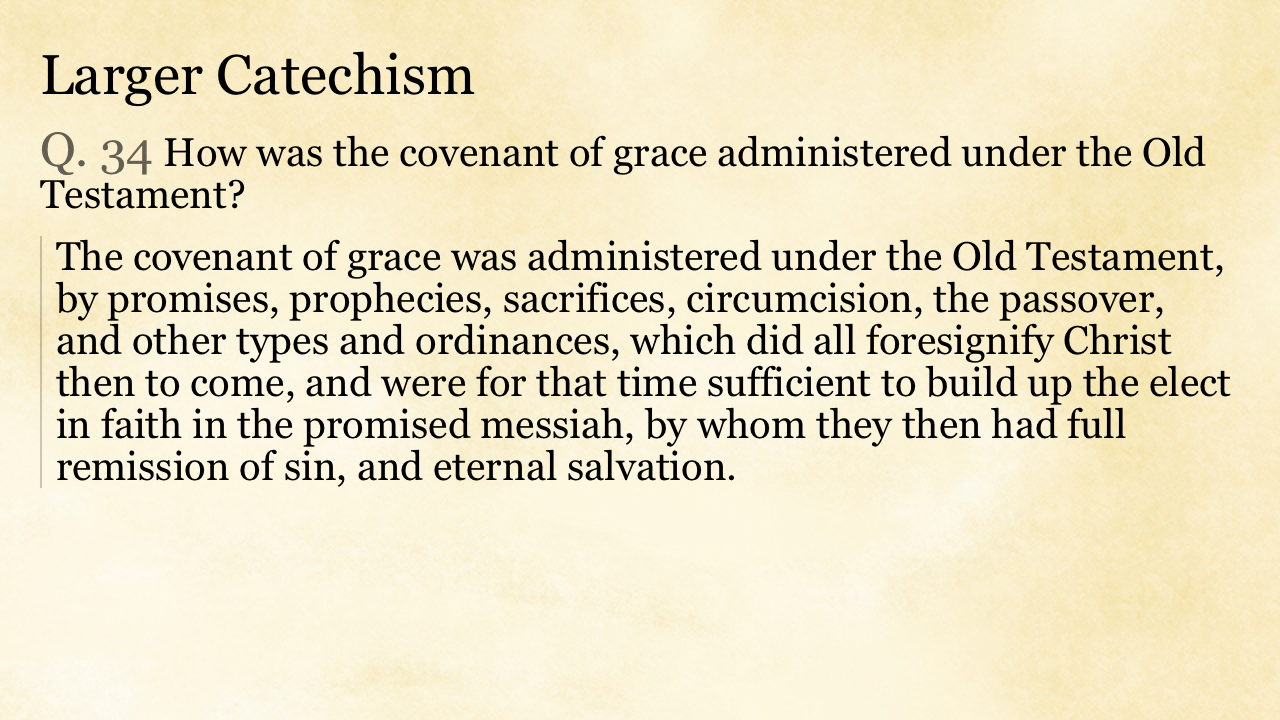 Larger Catechism
Q. 34 How was the covenant of grace administered under the Old
Testament?
The covenant of grace was administered under the Old Testament,
by promises, prophecies, sacrifices, circumcision, the passover,
and other types and ordinances, which did all foresignify Christ
then to come, and were for that time sufficient to build up the elect
in faith in the promised messiah, by whom they then had full
remission of sin, and eternal salvation.